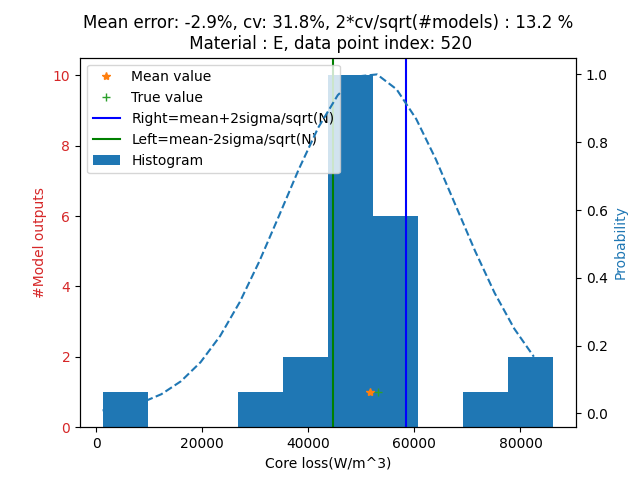 Mean error: -2.9%, cv: 31.8%, 2*cv/sqrt(#models) : 13.2 %
Material : E, data point index: 520
Mean value
True value
Right=mean+2sigma/sqrt(N)
Left=mean-2sigma/sqrt(N)
Histogram
#Model outputs
10
8
6
4
2
0
1.0
0.8
0.6
0.4
0.2
0.0
Probability
0
20000
40000
60000
80000
Core loss(W/m^3)